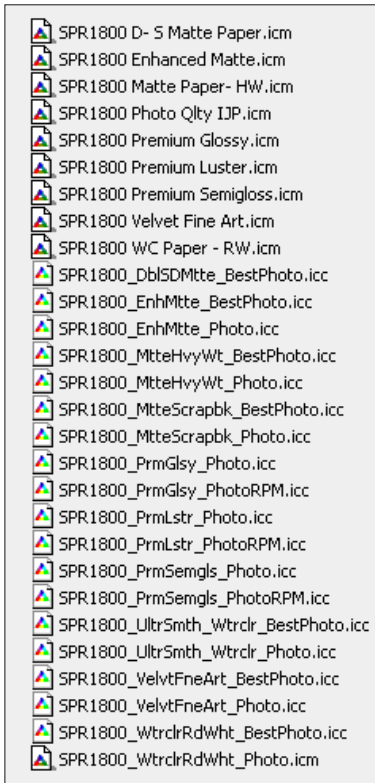 SPR1800 D- S Matte Paper.icm
SPR1800 Enhanced Matte.icm
SPR1800 Matte Paper- HW.icm
SPR1800 Photo Qlty IJP.icm
SPR1800 Premium Glossy.icm
SPR1800 Premium Luster.icm
SPR1800 Premium Semigloss.icm
SPR1800 Velvet Fine Art.icm
SPR1800 WC Paper - RW.icm
SPR1800_DblSDMtte_BestPhoto.icc
SPR1800_EnhMtte_BestPhoto.icc
SPR1800_EnhMtte_Photo.icc
SPR1800_MtteHvyWt_BestPhoto.icc
SPR1800_MtteHvyWt_Photo.icc
SPR1800_MtteScrapbk_BestPhoto.icc
SPR1800_MtteScrapbk_Photo.icc
SPR1800_PrmGlsy_Photo.icc
SPR1800_PrmGlsy_PhotoRPM.icc
SPR1800_PrmLstr_Photo.icc
SPR1800_PrmLstr_PhotoRPM.icc
SPR1800_PrmSemgls_Photo.icc
SPR1800_PrmSemgls_PhotoRPM.icc
SPR1800_UltrSmth_Wtrclr_BestPhoto.icc
SPR1800_UltrSmth_Wtrclr_Photo.icc
SPR1800_VelvtFneArt_BestPhoto.icc
SPR1800_VelvtFneArt_Photo.icc
SPR1800_WtrclrRdWht_BestPhoto.icc
SPR1800_WtrclrRdWht_Photo.icm